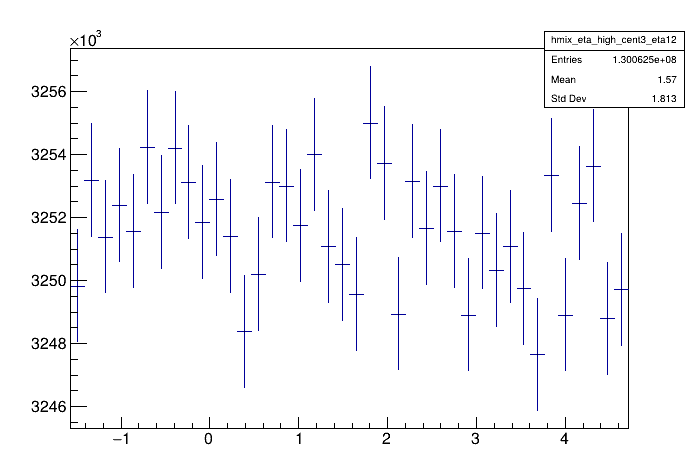 ×10³
hmix_eta_high_cent3_eta12
Entries 1.300625e+08
Mean 1.57
Std Dev 1.813
3256
3254
3252
3250
3248
3246
−1 0 1 2 3 4